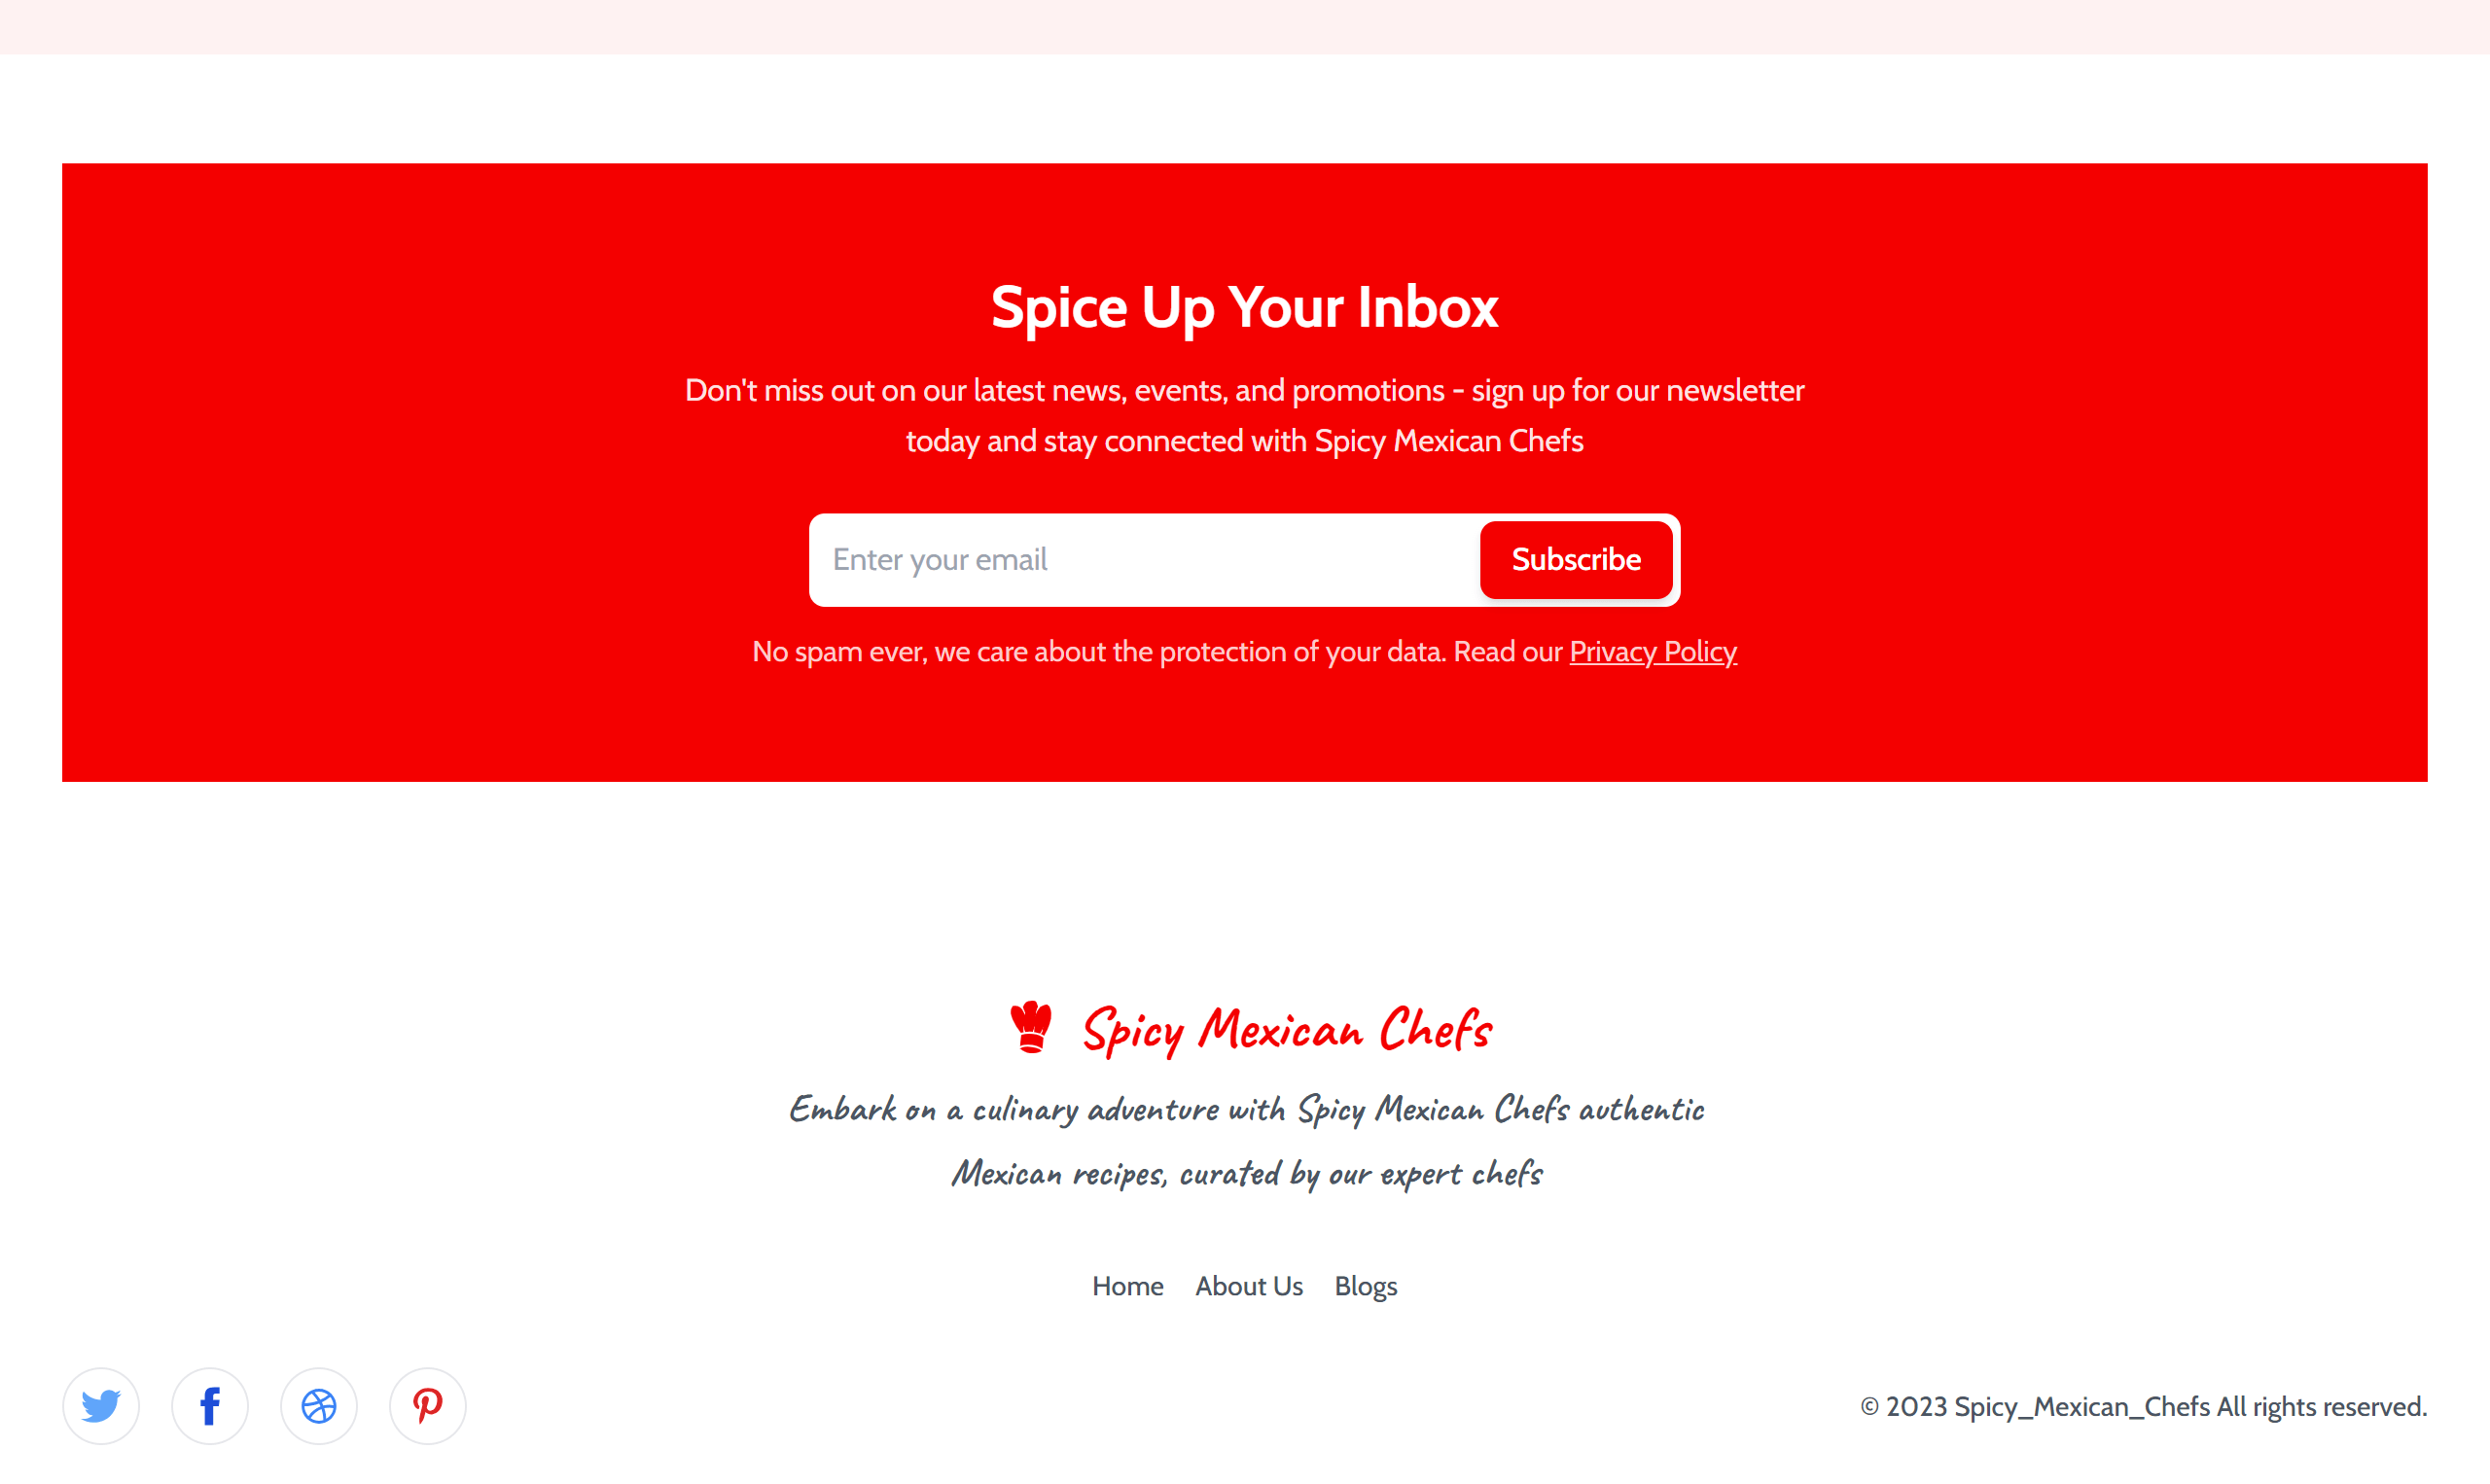 Spice Up Your Inbox
Don't miss out on our latest news, events, and promotions - sign up for our newsletter
today and stay connected with Spicy Mexican Chefs
Enter your email
Subscribe
No spam ever, we care about the protection of your data. Read our Privacy Policy
Spicy Mexican Chefs
Embark on a culinary adventure with Spicy Mexican Chefs authentic
Mexican recipes, curated by our expert chefs
Home About Us Blogs
© 2023 Spicy_Mexican_Chefs All rights reserved.